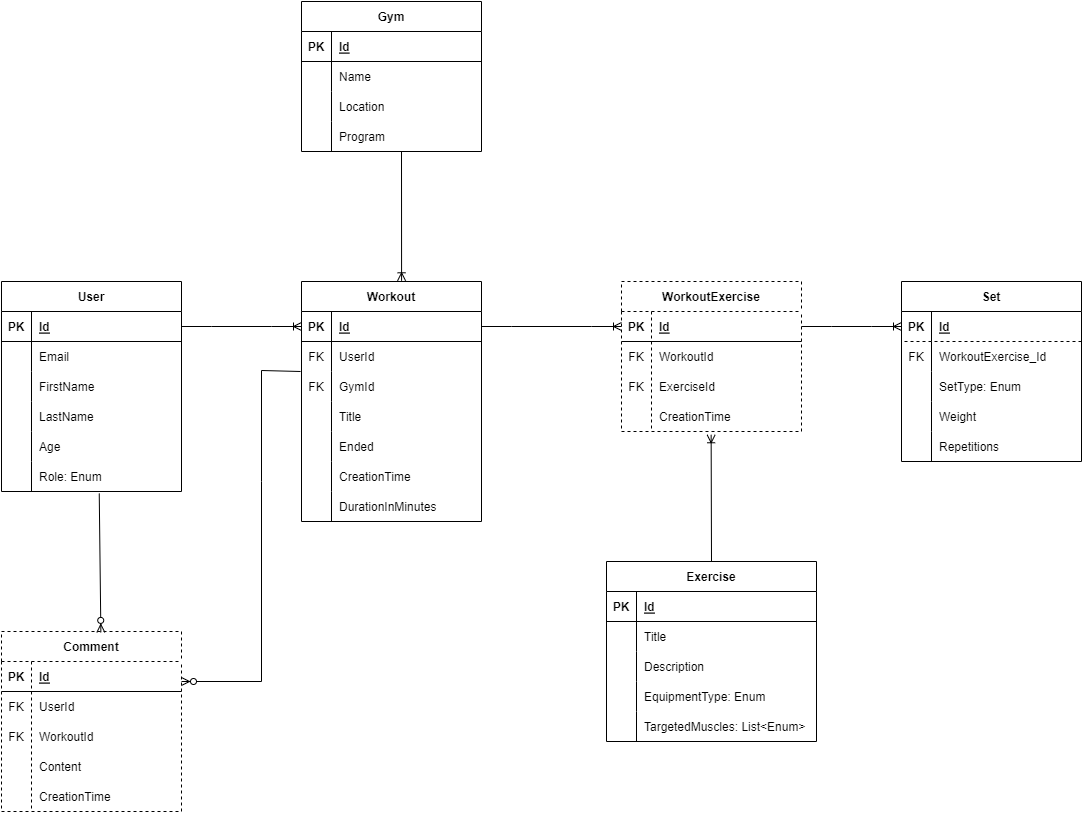 Gym
PK Id
Name
Location
Program
User
PK Id
Email
FirstName
LastName
Age
Role: Enum
Workout
PK Id
FK UserId
FK GymId
Title
Ended
CreationTime
DurationInMinutes
WorkoutExercise
PK Id
FK WorkoutId
FK ExerciseId
CreationTime
Set
PK Id
FK WorkoutExercise_Id
SetType: Enum
Weight
Repetitions
Exercise
PK Id
Title
Description
EquipmentType: Enum
TargetedMuscles: List<Enum>
Comment
PK Id
FK UserId
FK WorkoutId
Content
CreationTime